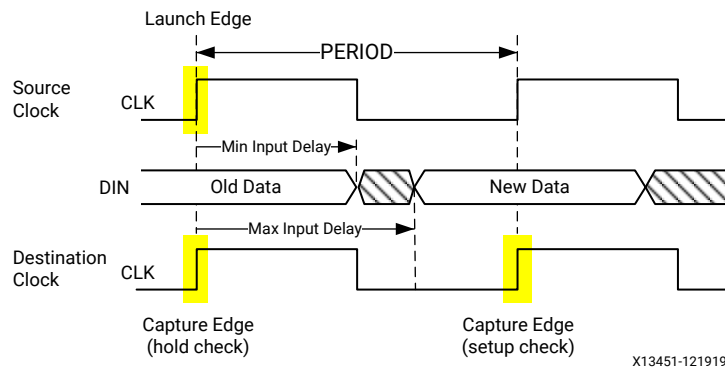 Launch Edge
PERIOD
Source
Clock
CLK
Min Input Delay
DIN
Old Data
New Data
Max Input Delay
Destination
Clock
CLK
Capture Edge
(hold check)
Capture Edge
(setup check)
X13451-121919